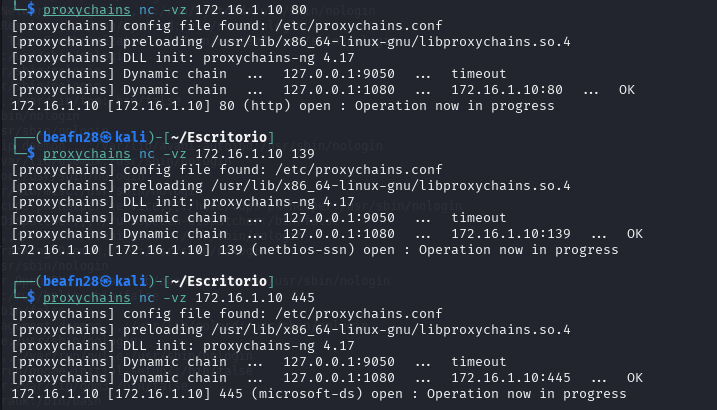 └─$ proxychains nc -vz 172.16.1.10 80
[proxychains] config file found: /etc/proxychains.conf
[proxychains] preloading /usr/lib/x86_64-linux-gnu/libproxychains.so.4
[proxychains] DLL init: proxychains-ng 4.17
[proxychains] Dynamic chain  ...  127.0.0.1:9050  ...  timeout
[proxychains] Dynamic chain  ...  127.0.0.1:1080  ...  172.16.1.10:80  ...  OK
172.16.1.10 [172.16.1.10] 80 (http) open : Operation now in progress
┌──(beafn28㉿kali)-[~/Escritorio]
└─$ proxychains nc -vz 172.16.1.10 139
[proxychains] config file found: /etc/proxychains.conf
[proxychains] preloading /usr/lib/x86_64-linux-gnu/libproxychains.so.4
[proxychains] DLL init: proxychains-ng 4.17
[proxychains] Dynamic chain  ...  127.0.0.1:9050  ...  timeout
[proxychains] Dynamic chain  ...  127.0.0.1:1080  ...  172.16.1.10:139  ...  OK
172.16.1.10 [172.16.1.10] 139 (netbios-ssn) open : Operation now in progress
┌──(beafn28㉿kali)-[~/Escritorio]
└─$ proxychains nc -vz 172.16.1.10 445
[proxychains] config file found: /etc/proxychains.conf
[proxychains] preloading /usr/lib/x86_64-linux-gnu/libproxychains.so.4
[proxychains] DLL init: proxychains-ng 4.17
[proxychains] Dynamic chain  ...  127.0.0.1:9050  ...  timeout
[proxychains] Dynamic chain  ...  127.0.0.1:1080  ...  172.16.1.10:445  ...  OK
172.16.1.10 [172.16.1.10] 445 (microsoft-ds) open : Operation now in progress